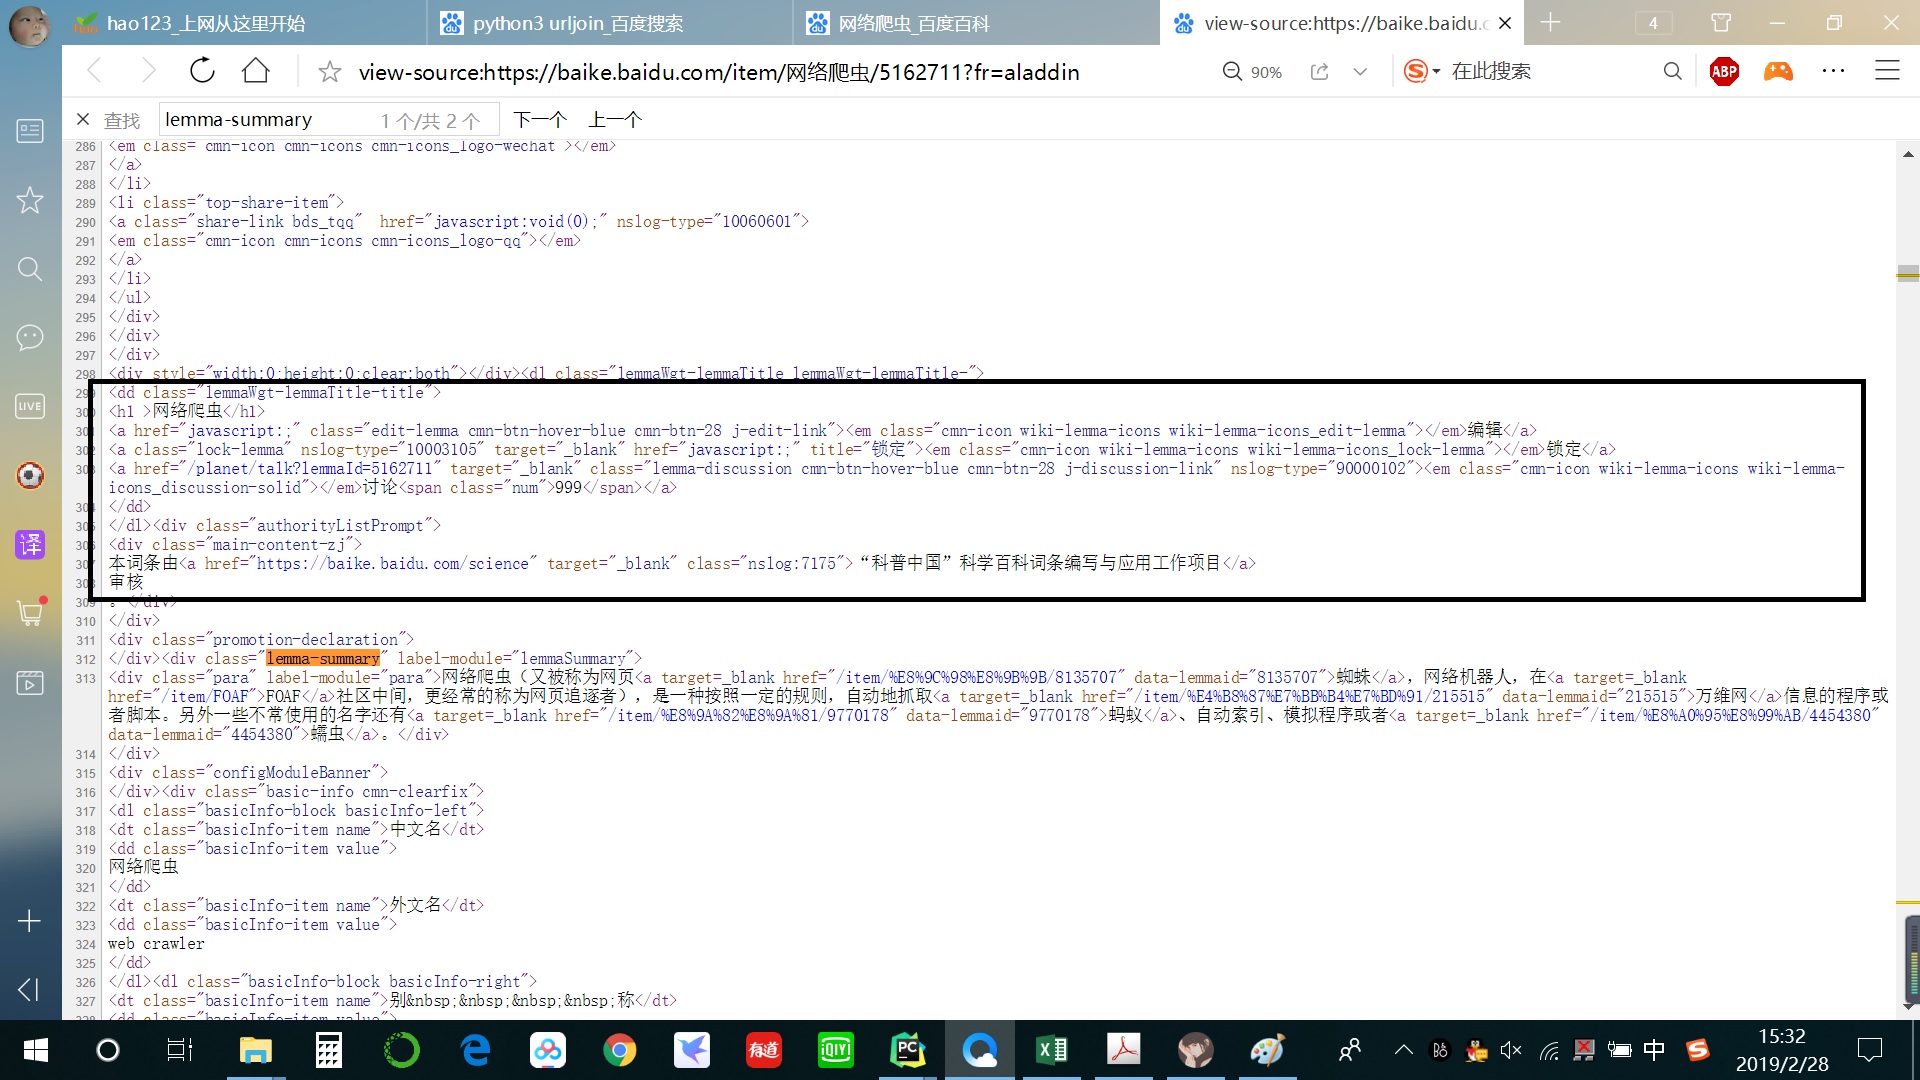 hao123_上网从这里开始
python3 urljoin_百度搜索
网络爬虫_百度百科
view-source:https://baike.baidu.c
4
view-source:https://baike.baidu.com/item/网络爬虫/5162711?fr=aladdin
90%
在此搜索
ABP
查找
lemma-summary
1 个/共 2 个
下一个
上一个
286 <em class= cmn-icon cmn-icons cmn-icons_logo-wechat ></em>
287 </a>
288 </li>
289 <li class="top-share-item">
290 <a class="share-link bds_tqq"  href="javascript:void(0);" nslog-type="10060601">
291 <em class="cmn-icon cmn-icons cmn-icons_logo-qq"></em>
292 </a>
293 </li>
294 </ul>
295 </div>
296 </div>
297 </div>
298 <div style="width:0;height:0;clear:both"></div><dl class="lemmaWgt-lemmaTitle lemmaWgt-lemmaTitle-">
299 <dd class="lemmaWgt-lemmaTitle-title">
300 <h1 >网络爬虫</h1>
301 <a href="javascript:;" class="edit-lemma cmn-btn-hover-blue cmn-btn-28 j-edit-link"><em class="cmn-icon wiki-lemma-icons wiki-lemma-icons_edit-lemma"></em>编辑</a>
302 <a class="lock-lemma" nslog-type="10003105" target="_blank" href="javascript:;" title="锁定"><em class="cmn-icon wiki-lemma-icons wiki-lemma-icons_lock-lemma"></em>锁定</a>
303 <a href="/planet/talk?lemmaId=5162711" target="_blank" class="lemma-discussion cmn-btn-hover-blue cmn-btn-28 j-discussion-link" nslog-type="90000102"><em class="cmn-icon wiki-lemma-icons wiki-lemma-
icons_discussion-solid"></em>讨论<span class="num">999</span></a>
304 </dd>
305 </dl><div class="authorityListPrompt">
306 <div class="main-content-zj">
307 本词条由<a href="https://baike.baidu.com/science" target="_blank" class="nslog:7175">“科普中国”科学百科词条编写与应用工作项目</a>
308 审核
309 。</div>
310 </div>
311 <div class="promotion-declaration">
312 </div><div class="lemma-summary" label-module="lemmaSummary">
313 <div class="para" label-module="para">网络爬虫（又被称为网页<a target=_blank href="/item/%E8%9C%98%E8%9B%9B/8135707" data-lemmaid="8135707">蜘蛛</a>，网络机器人，在<a target=_blank
href="/item/FOAF">FOAF</a>社区中间，更经常的称为网页追逐者），是一种按照一定的规则，自动地抓取<a target=_blank href="/item/%E4%B8%87%E7%BB%B4%E7%BD%91/215515" data-lemmaid="215515">万维网</a>信息的程序或
者脚本。另外一些不常使用的名字还有<a target=_blank href="/item/%E8%9A%82%E8%9A%81/9770178" data-lemmaid="9770178">蚂蚁</a>、自动索引、模拟程序或者<a target=_blank href="/item/%E8%A0%95%E8%99%AB/4454380"
data-lemmaid="4454380">蠕虫</a>。</div>
314 </div>
315 <div class="configModuleBanner">
316 </div><div class="basic-info cmn-clearfix">
317 <dl class="basicInfo-block basicInfo-left">
318 <dt class="basicInfo-item name">中文名</dt>
319 <dd class="basicInfo-item value">
320 网络爬虫
321 </dd>
322 <dt class="basicInfo-item name">外文名</dt>
323 <dd class="basicInfo-item value">
324 web crawler
325 </dd>
326 </dl><dl class="basicInfo-block basicInfo-right">
327 <dt class="basicInfo-item name">别&nbsp;&nbsp;&nbsp;&nbsp;称</dt>
328 <dd class="basicInfo-item value">
LIVE
译
有道
iQIYI
PC
中
15:32
2019/2/28